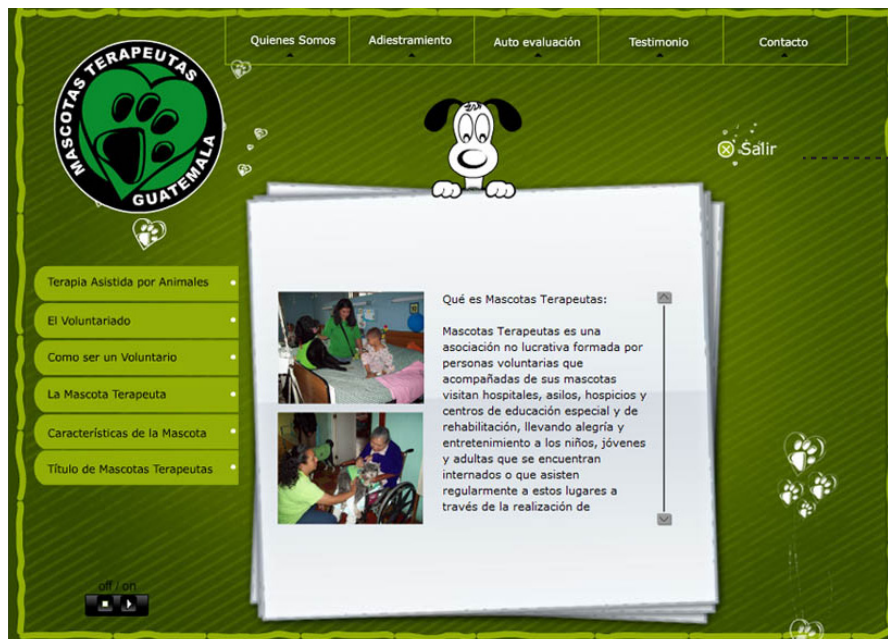 Quienes Somos
Adiestramiento
Auto evaluación
Testimonio
Contacto
MASCOTAS TERAPEUTAS
GUATEMALA
Salir
Terapia Asistida por Animales
El Voluntariado
Como ser un Voluntario
La Mascota Terapeuta
Características de la Mascota
Título de Mascotas Terapeutas
off / on
Qué es Mascotas Terapeutas:
Mascotas Terapeutas es una
asociación no lucrativa formada por
personas voluntarias que
acompañadas de sus mascotas
visitan hospitales, asilos, hospicios y
centros de educación especial y de
rehabilitación, llevando alegría y
entretenimiento a los niños, jóvenes
y adultas que se encuentran
internados o que asisten
regularmente a estos lugares a
través de la realización de